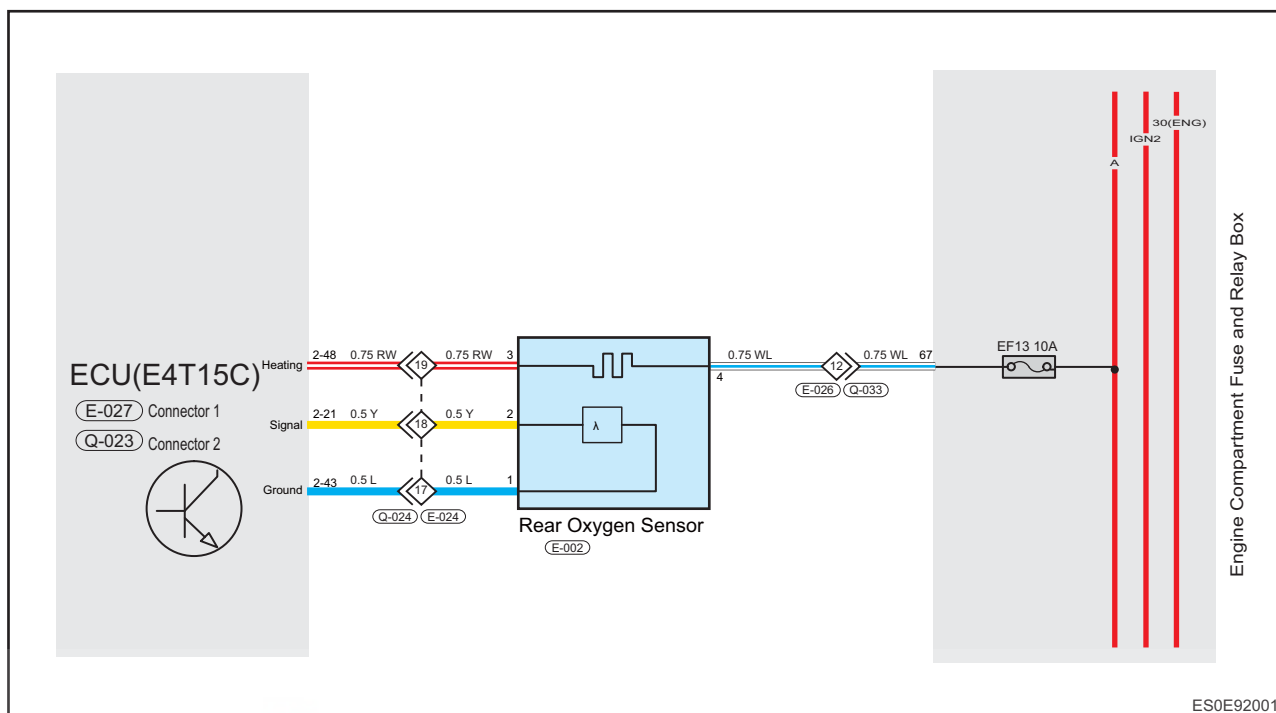 30(ENG)
IGN2
A
Engine Compartment Fuse and Relay Box
EF13 10A
ECU(E4T15C)
E-027 Connector 1
Q-023 Connector 2
Heating
2-48 0.75 RW 19 0.75 RW 3
0.75 WL 12 0.75 WL 67
4
E-026 Q-033
Signal
2-21 0.5 Y 18 0.5 Y 2
λ
Ground
2-43 0.5 L 17 0.5 L 1
Q-024 E-024
Rear Oxygen Sensor
E-002
ES0E92001